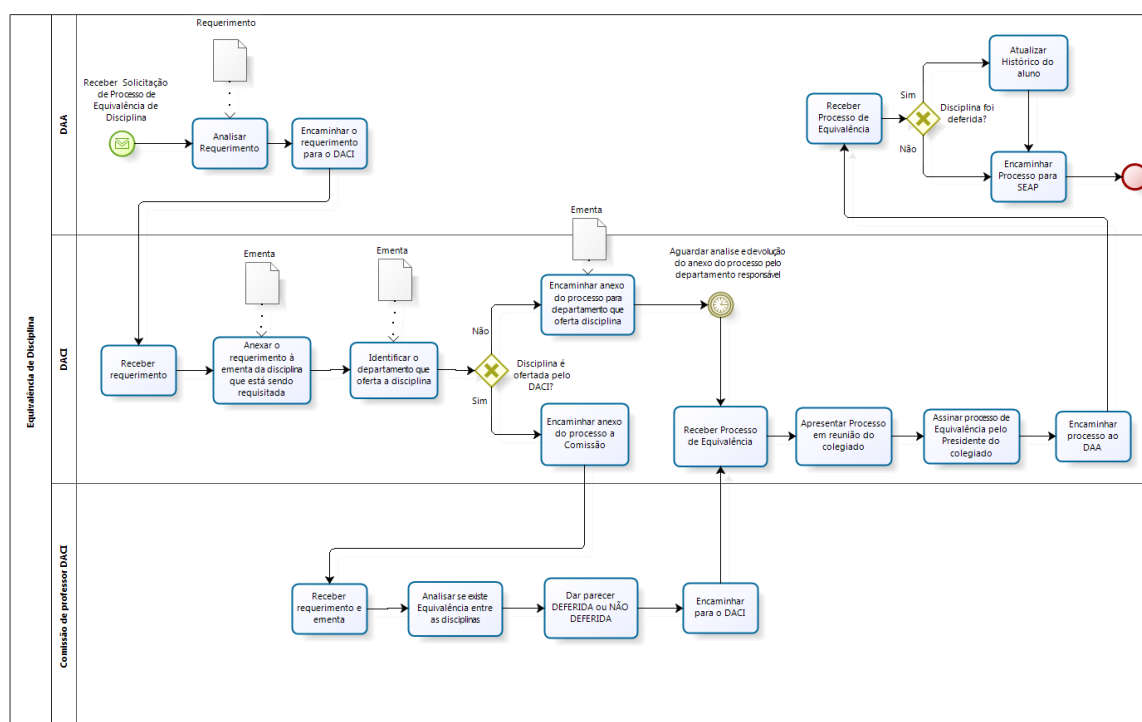 Equivalência de Disciplina
DAA
Receber Solicitação
de Processo de
Equivalência de
Disciplina
Requerimento
Analisar
Requerimento
Encaminhar o
requerimento
para o DACI
Receber
Processo de
Equivalência
Sim
Não
Disciplina foi
deferida?
Atualizar
Histórico do
aluno
Encaminhar
Processo para
SEAP
DACI
Receber
requerimento
Ementa
Anexar o
requerimento à
ementa da disciplina
que está sendo
requisitada
Ementa
Identificar o
departamento que
oferta a disciplina
Não
Sim
Disciplina é
ofertada pelo
DACI?
Ementa
Encaminhar anexo
do processo para
departamento que
oferta disciplina
Encaminhar anexo
do processo a
Comissão
Aguardar analise e devolução
do anexo do processo pelo
departamento responsável
Receber Processo
de Equivalência
Apresentar Processo
em reunião do
colegiado
Assinar processo de
Equivalência pelo
Presidente do
colegiado
Encaminhar
processo ao
DAA
Comissão de professor DACI
Receber
requerimento e
ementa
Analisar se existe
Equivalência entre
as disciplinas
Dar parecer
DEFERIDA ou NÃO
DEFERIDA
Encaminhar
para o DACI